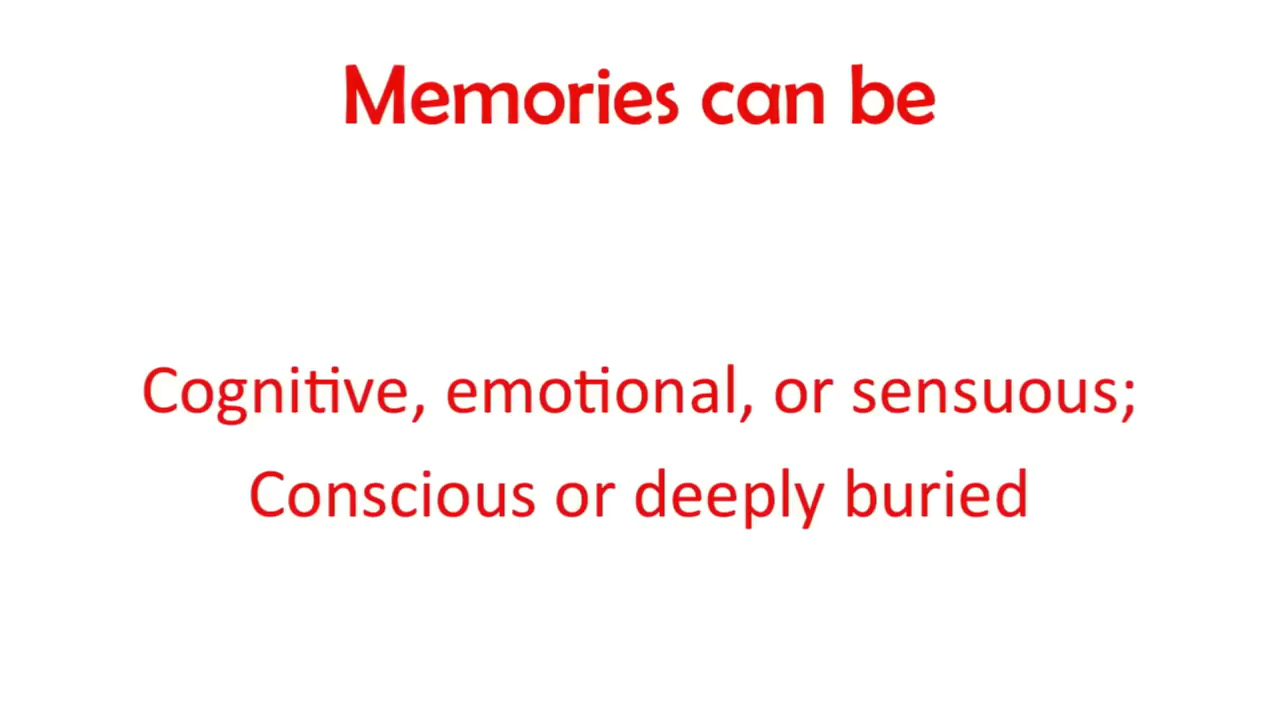 Memories can be
Cognitive, emotional, or sensuous;
Conscious or deeply buried